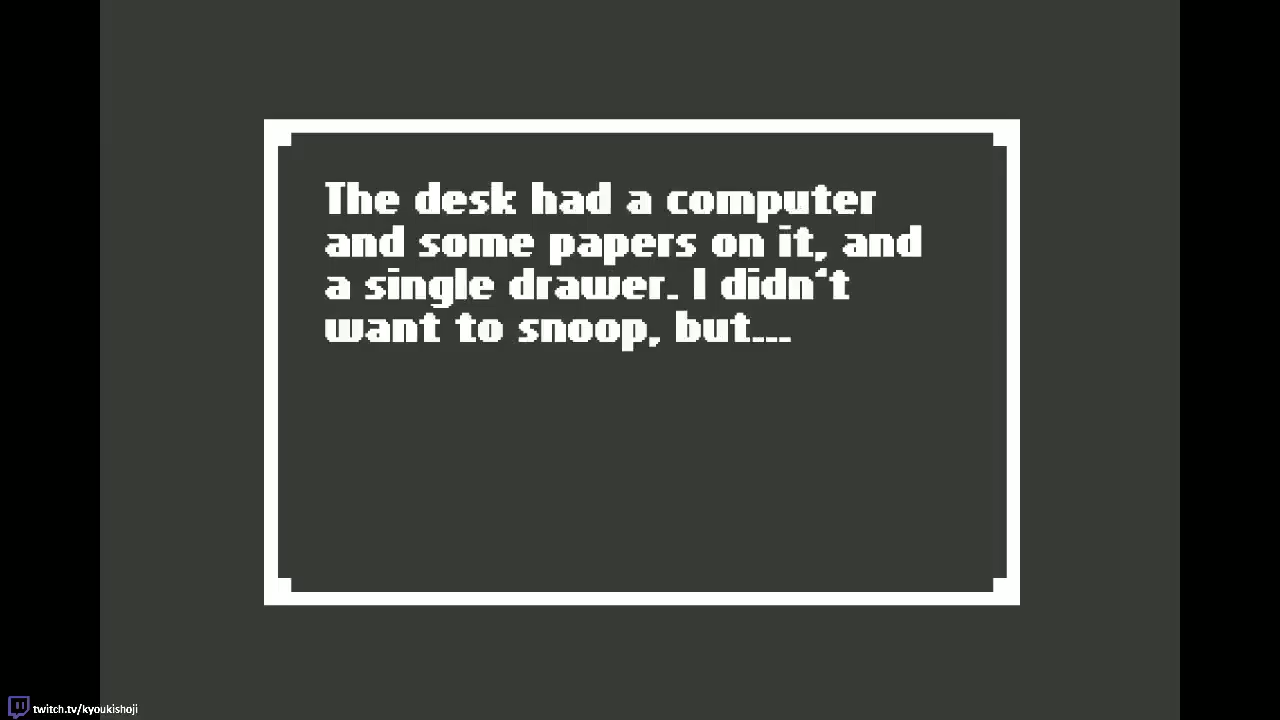 The desk had a computer
and some papers on it, and
a single drawer. I didn‘t
want to snoop, but...
twitch.tv/kyoukishoji